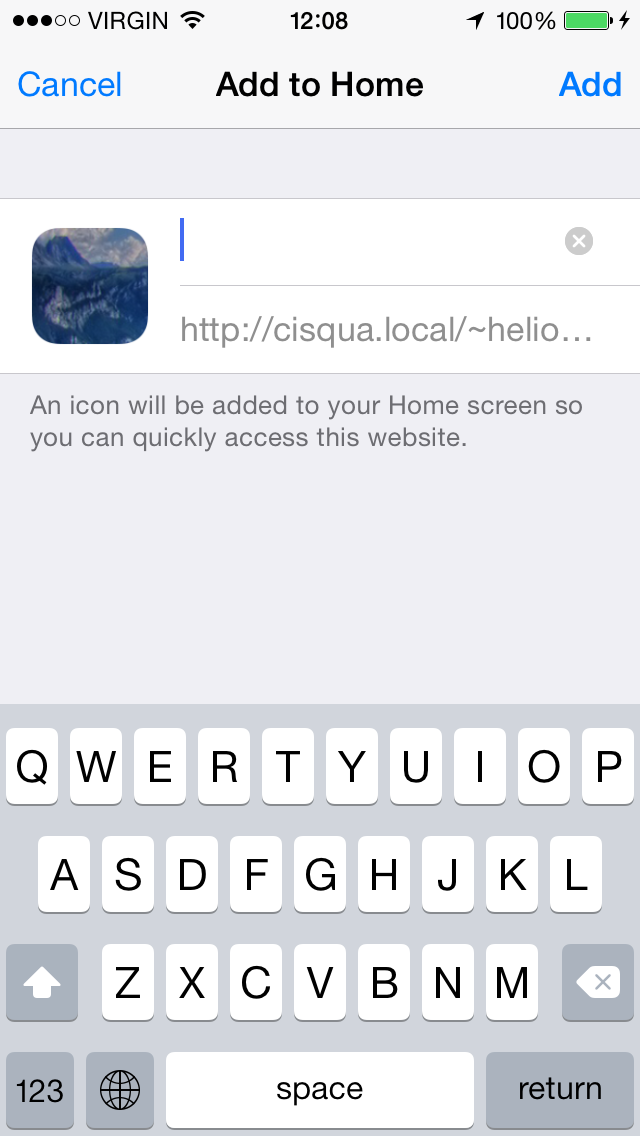 VIRGIN 12:08 100%
Cancel Add to Home Add
http://cisqua.local/~helio...
An icon will be added to your Home screen so
you can quickly access this website.
Q W E R T Y U I O P
A S D F G H J K L
Z X C V B N M
123 space return